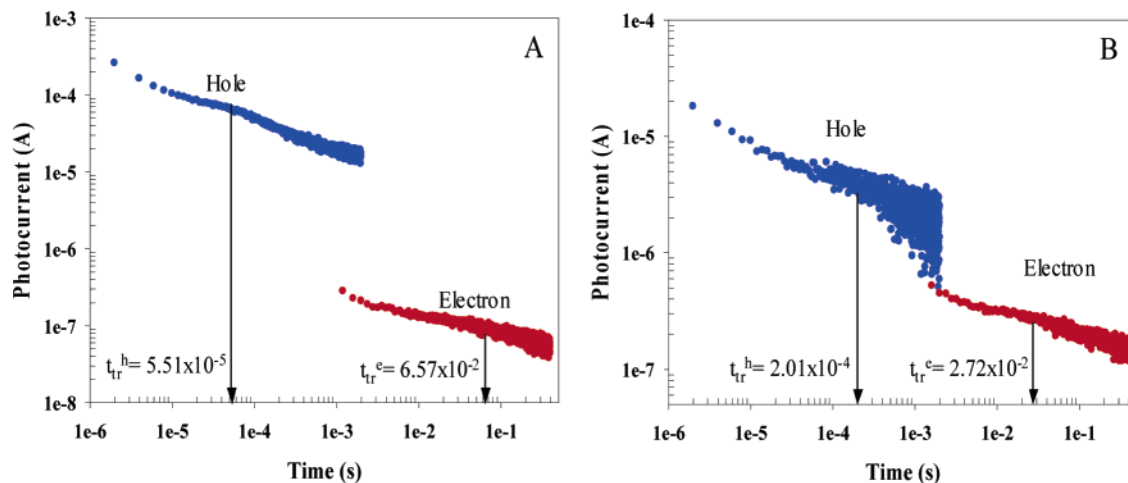 A
1e-3
1e-4
1e-5
1e-6
1e-7
1e-8
Photocurrent (A)
Hole
Electron
t_tr^h= 5.51x10^-5
t_tr^e= 6.57x10^-2
1e-6 1e-5 1e-4 1e-3 1e-2 1e-1
Time (s)
B
1e-4
1e-5
1e-6
1e-7
Photocurrent (A)
Hole
Electron
t_tr^h= 2.01x10^-4
t_tr^e= 2.72x10^-2
1e-6 1e-5 1e-4 1e-3 1e-2 1e-1
Time (s)